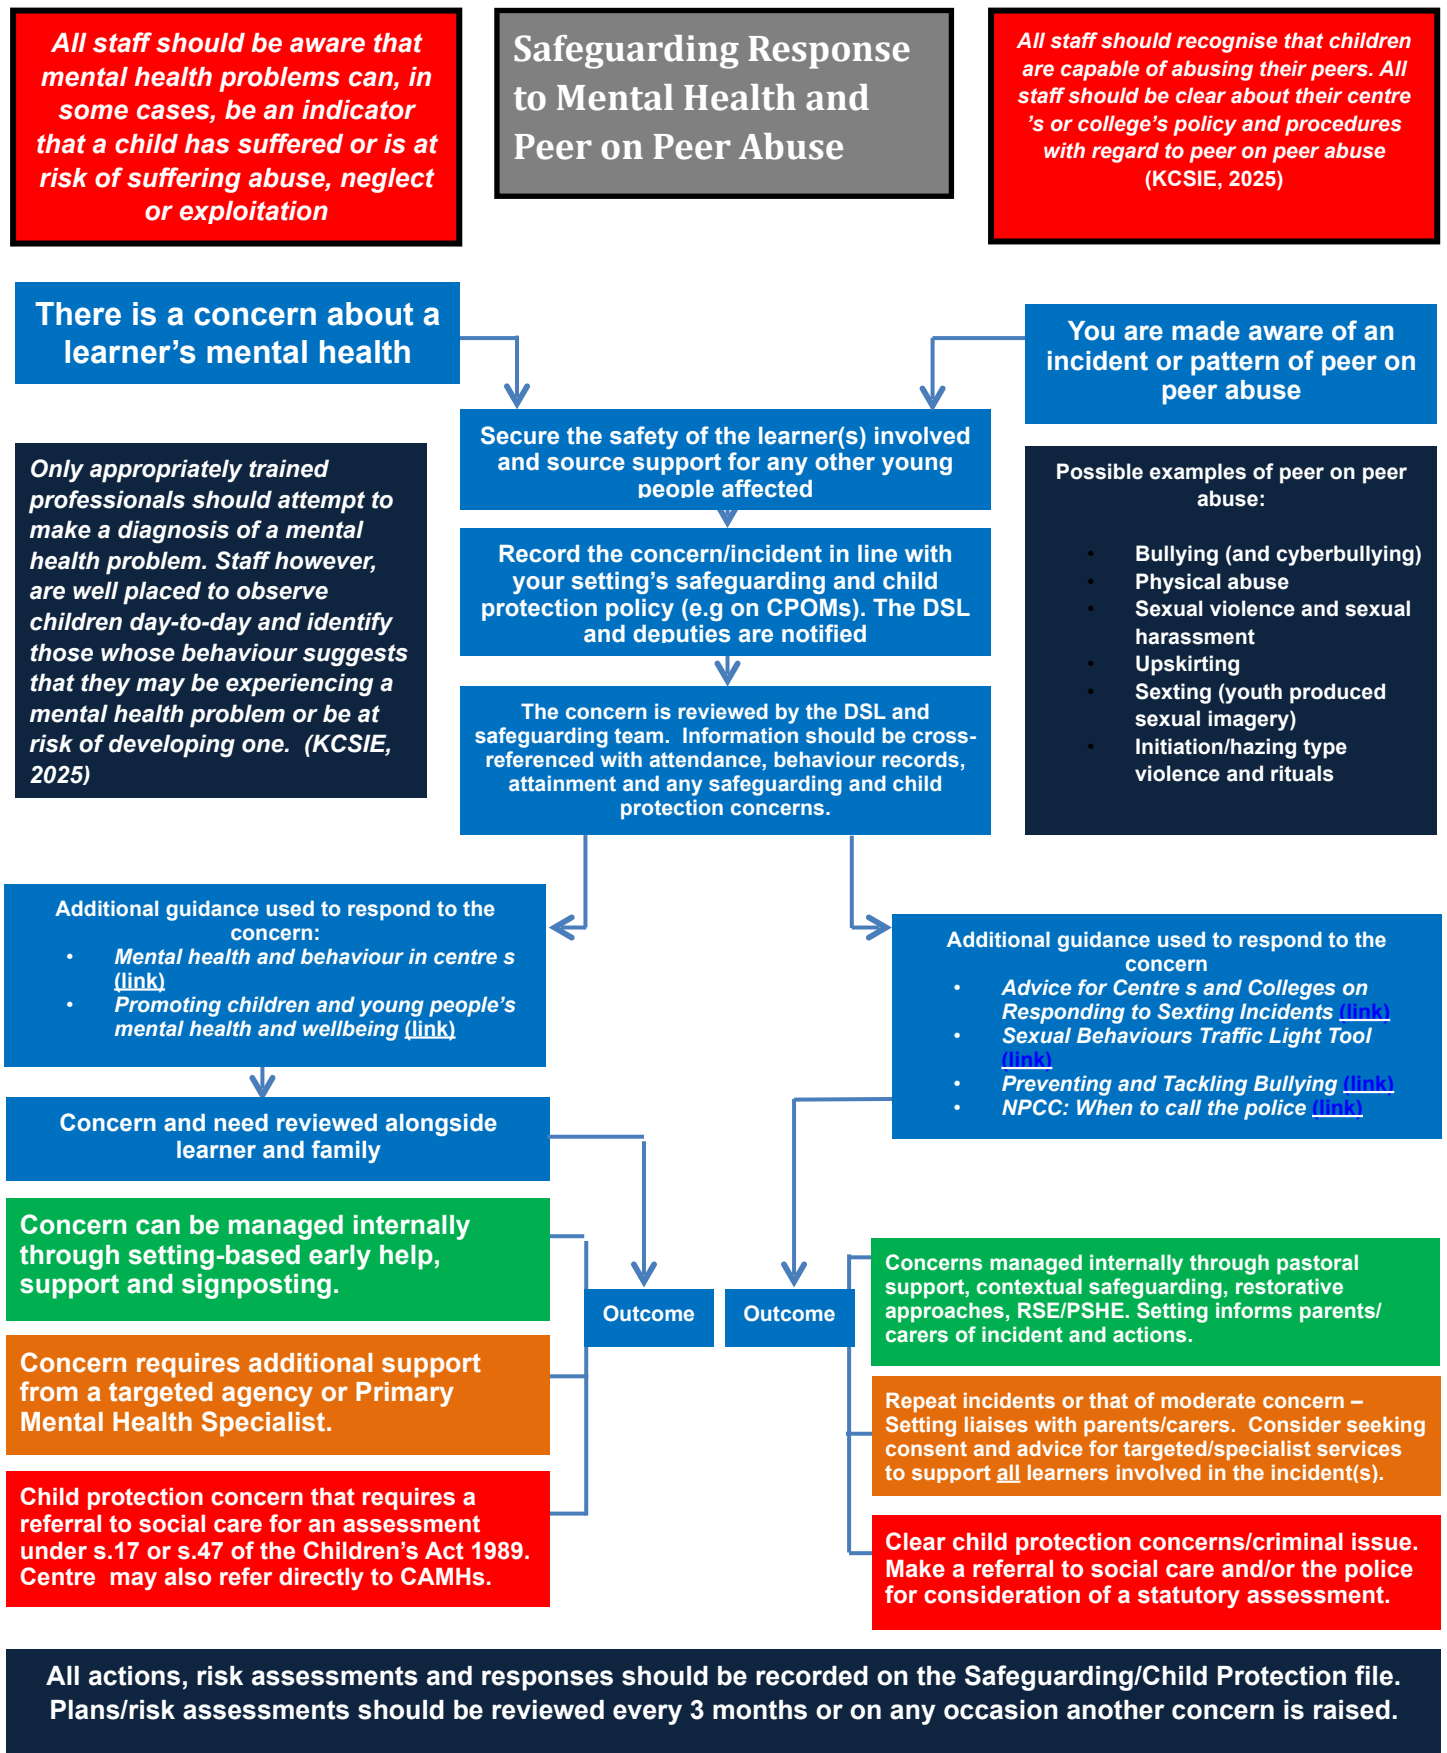 All staff should be aware that
mental health problems can, in
some cases, be an indicator
that a child has suffered or is at
risk of suffering abuse, neglect
or exploitation
Safeguarding Response
to Mental Health and
Peer on Peer Abuse
All staff should recognise that children
are capable of abusing their peers. All
staff should be clear about their centre
's or college's policy and procedures
with regard to peer on peer abuse
(KCSIE, 2025)
There is a concern about a
learner's mental health
You are made aware of an
incident or pattern of peer on
peer abuse
Secure the safety of the learner(s) involved
and source support for any other young
people affected
Only appropriately trained
professionals should attempt to
make a diagnosis of a mental
health problem. Staff however,
are well placed to observe
children day-to-day and identify
those whose behaviour suggests
that they may be experiencing a
mental health problem or be at
risk of developing one.  (KCSIE,
2025)
Record the concern/incident in line with
your setting's safeguarding and child
protection policy (e.g on CPOMs). The DSL
and deputies are notified
Possible examples of peer on peer
abuse:
• Bullying (and cyberbullying)
• Physical abuse
• Sexual violence and sexual
harassment
• Upskirting
• Sexting (youth produced
sexual imagery)
• Initiation/hazing type
violence and rituals
The concern is reviewed by the DSL and
safeguarding team.  Information should be cross-
referenced with attendance, behaviour records,
attainment and any safeguarding and child
protection concerns.
Additional guidance used to respond to the
concern:
• Mental health and behaviour in centre s
(link)
• Promoting children and young people's
mental health and wellbeing (link)
Additional guidance used to respond to the
concern
• Advice for Centre s and Colleges on
Responding to Sexting Incidents (link)
• Sexual Behaviours Traffic Light Tool
(link)
• Preventing and Tackling Bullying (link)
• NPCC: When to call the police (link)
Concern and need reviewed alongside
learner and family
Concern can be managed internally
through setting-based early help,
support and signposting.
Concern requires additional support
from a targeted agency or Primary
Mental Health Specialist.
Child protection concern that requires a
referral to social care for an assessment
under s.17 or s.47 of the Children's Act 1989.
Centre  may also refer directly to CAMHs.
Outcome
Outcome
Concerns managed internally through pastoral
support, contextual safeguarding, restorative
approaches, RSE/PSHE. Setting informs parents/
carers of incident and actions.
Repeat incidents or that of moderate concern –
Setting liaises with parents/carers.  Consider seeking
consent and advice for targeted/specialist services
to support all learners involved in the incident(s).
Clear child protection concerns/criminal issue.
Make a referral to social care and/or the police
for consideration of a statutory assessment.
All actions, risk assessments and responses should be recorded on the Safeguarding/Child Protection file.
Plans/risk assessments should be reviewed every 3 months or on any occasion another concern is raised.